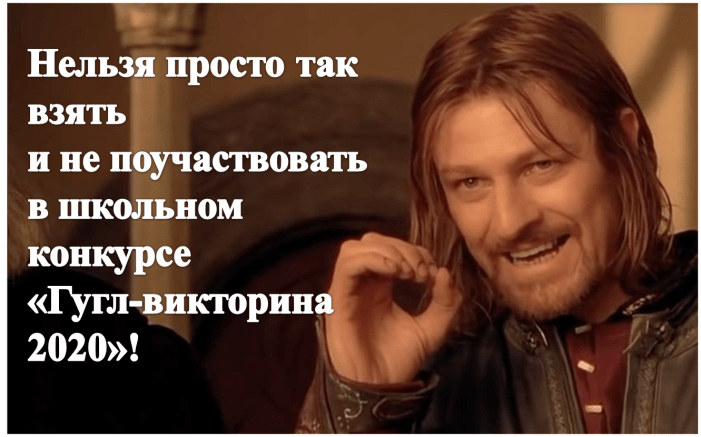 Нельзя просто так
взять
и не поучаствовать
в школьном
конкурсе
«Гугл-викторина
2020»!